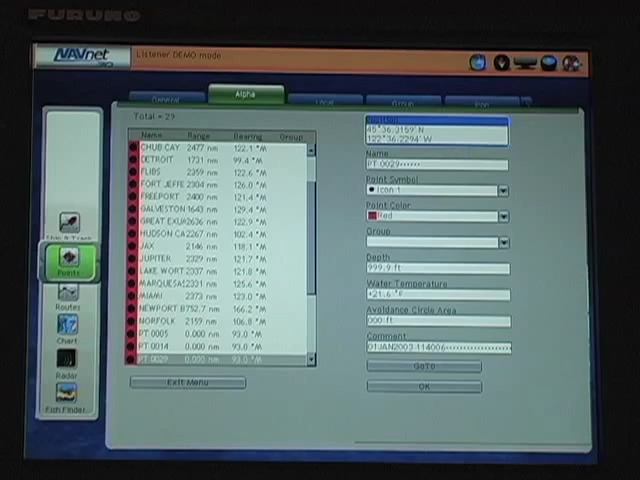 FURUNO
NAVnet 3D
Listener DEMO mode
General
Alpha
Local
Group
Icon
Total = 29
Name Range Bearing Group
CHUB CAY 2477 nm 122.1 °M
DETROIT 1731 nm 99.4 °M
FLIBS 2359 nm 122.6 °M
FORT JEFFE 2304 nm 126.0 °M
FREEPORT 2400 nm 121.4 °M
GALVESTON 1643 nm 129.4 °M
GREAT EXUM 2636 nm 122.9 °M
HUDSON CA 2267 nm 102.4 °M
JAX 2146 nm 118.1 °M
JUPITER 2329 nm 121.7 °M
LAKE WORT 2337 nm 121.8 °M
MARQUESAS 2331 nm 125.6 °M
MIAMI 2373 nm 123.0 °M
NEWPORT B 752.7 nm 166.2 °M
NORFOLK 2159 nm 106.8 °M
PT 0005 0.000 nm 93.0 °M
PT 0014 0.000 nm 93.0 °M
PT 0029 0.000 nm 93.0 °M
Exit Menu
Position
45°36.3159' N
122°36.2294' W
Name
PT 0029
Point Symbol
Icon 1
Point Color
Red
Group
Depth
999.9 ft
Water Temperature
+21.6 °F
Avoidance Circle Area
000 ft
Comment
01JAN2003 114006
GoTo
OK
Points
Routes
Chart
Radar
Fish Finder